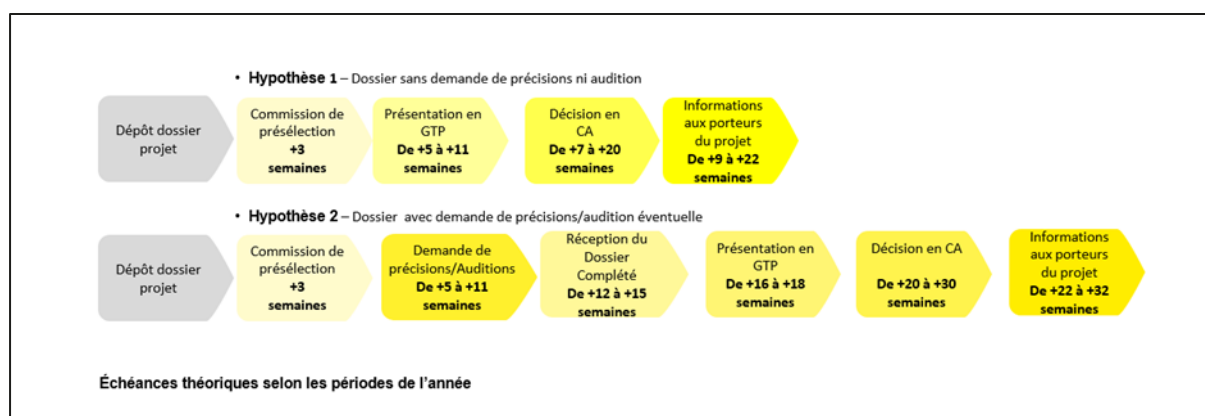 • Hypothèse 1 – Dossier sans demande de précisions ni audition
Dépôt dossier
projet
Commission de
présélection
+3
semaines
Présentation en
GTP
De +5 à +11
semaines
Décision en
CA
De +7 à +20
semaines
Informations
aux porteurs
du projet
De +9 à +22
semaines
• Hypothèse 2 – Dossier avec demande de précisions/audition éventuelle
Dépôt dossier
projet
Commission de
présélection
+3
semaines
Demande de
précisions/Auditions
De +5 à +11
semaines
Réception du
Dossier
Complété
De +12 à +15
semaines
Présentation en
GTP
De +16 à +18
semaines
Décision en CA
De +20 à +30
semaines
Informations
aux porteurs
du projet
De +22 à +32
semaines
Échéances théoriques selon les périodes de l'année